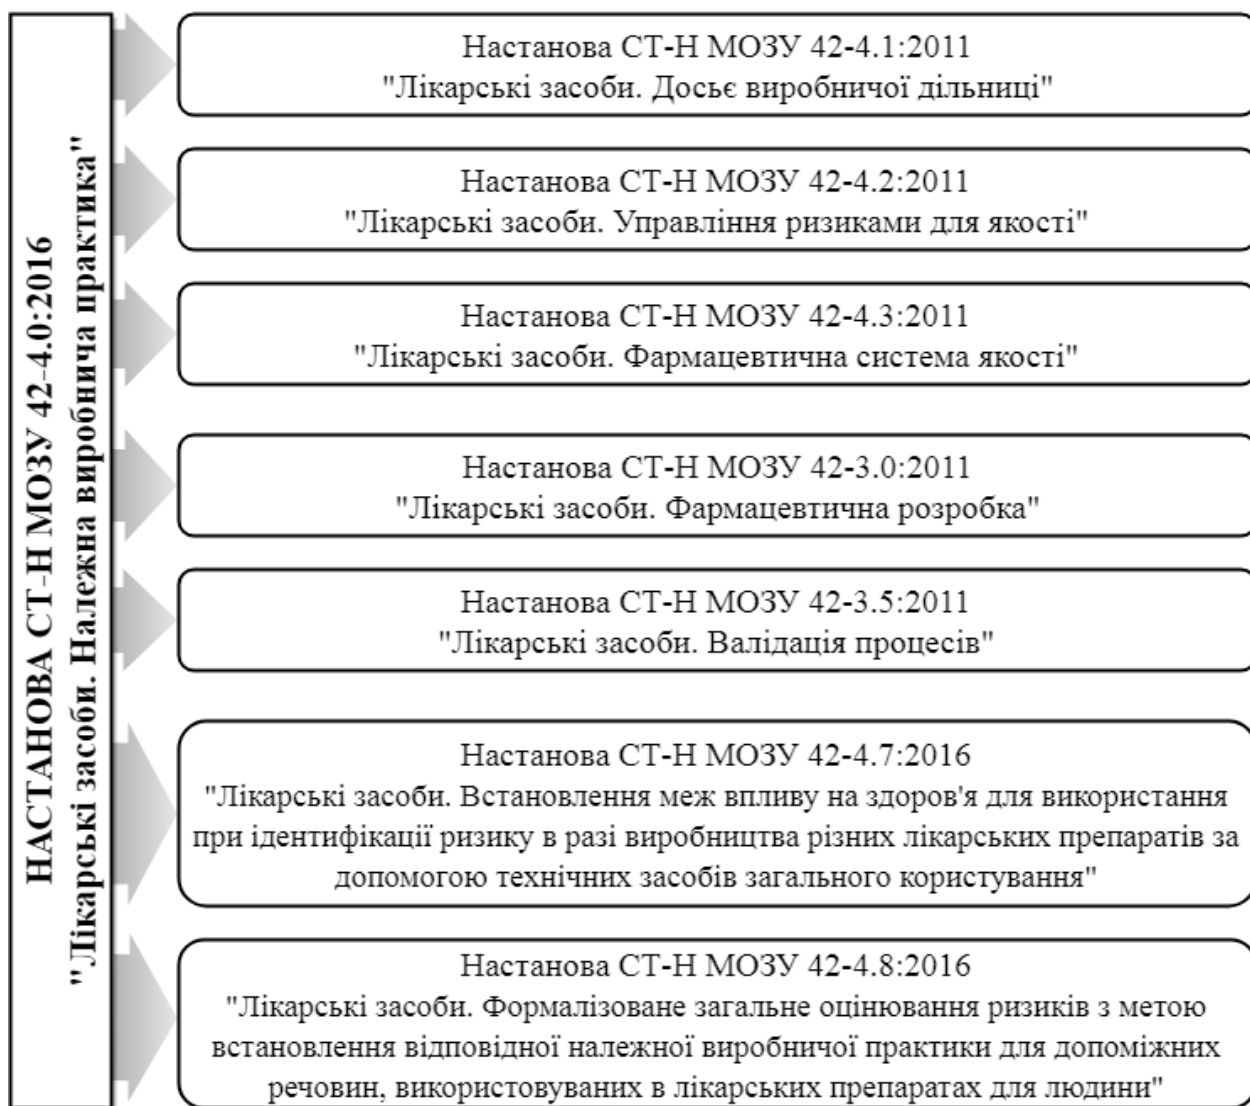 НАСТАНОВА СТ-Н МОЗУ 42-4.0:2016
"Лікарські засоби. Належна виробнича практика"
Настанова СТ-Н МОЗУ 42-4.1:2011
"Лікарські засоби. Досьє виробничої дільниці"
Настанова СТ-Н МОЗУ 42-4.2:2011
"Лікарські засоби. Управління ризиками для якості"
Настанова СТ-Н МОЗУ 42-4.3:2011
"Лікарські засоби. Фармацевтична система якості"
Настанова СТ-Н МОЗУ 42-3.0:2011
"Лікарські засоби. Фармацевтична розробка"
Настанова СТ-Н МОЗУ 42-3.5:2011
"Лікарські засоби. Валідація процесів"
Настанова СТ-Н МОЗУ 42-4.7:2016
"Лікарські засоби. Встановлення меж впливу на здоров'я для використання
при ідентифікації ризику в разі виробництва різних лікарських препаратів за
допомогою технічних засобів загального користування"
Настанова СТ-Н МОЗУ 42-4.8:2016
"Лікарські засоби. Формалізоване загальне оцінювання ризиків з метою
встановлення відповідної належної виробничої практики для допоміжних
речовин, використовуваних в лікарських препаратах для людини"